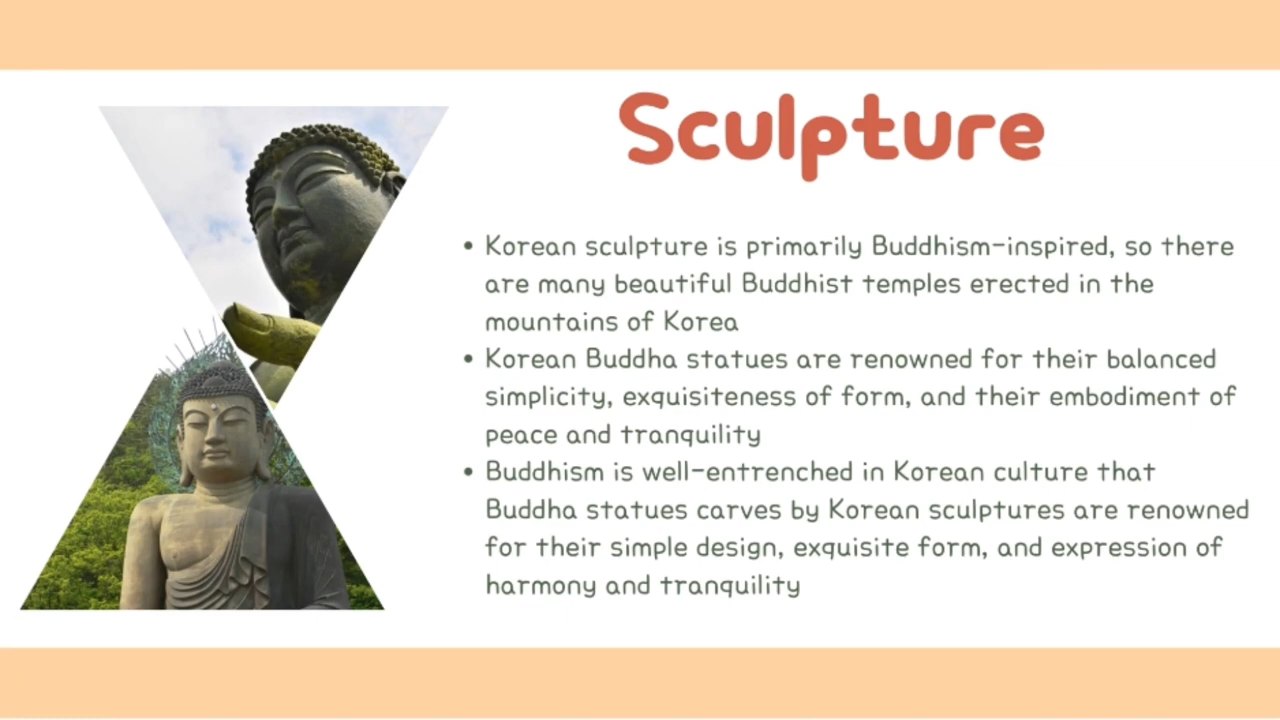 Sculpture
• Korean sculpture is primarily Buddhism-inspired, so there
are many beautiful Buddhist temples erected in the
mountains of Korea
• Korean Buddha statues are renowned for their balanced
simplicity, exquisiteness of form, and their embodiment of
peace and tranquility
• Buddhism is well-entrenched in Korean culture that
Buddha statues carves by Korean sculptures are renowned
for their simple design, exquisite form, and expression of
harmony and tranquility